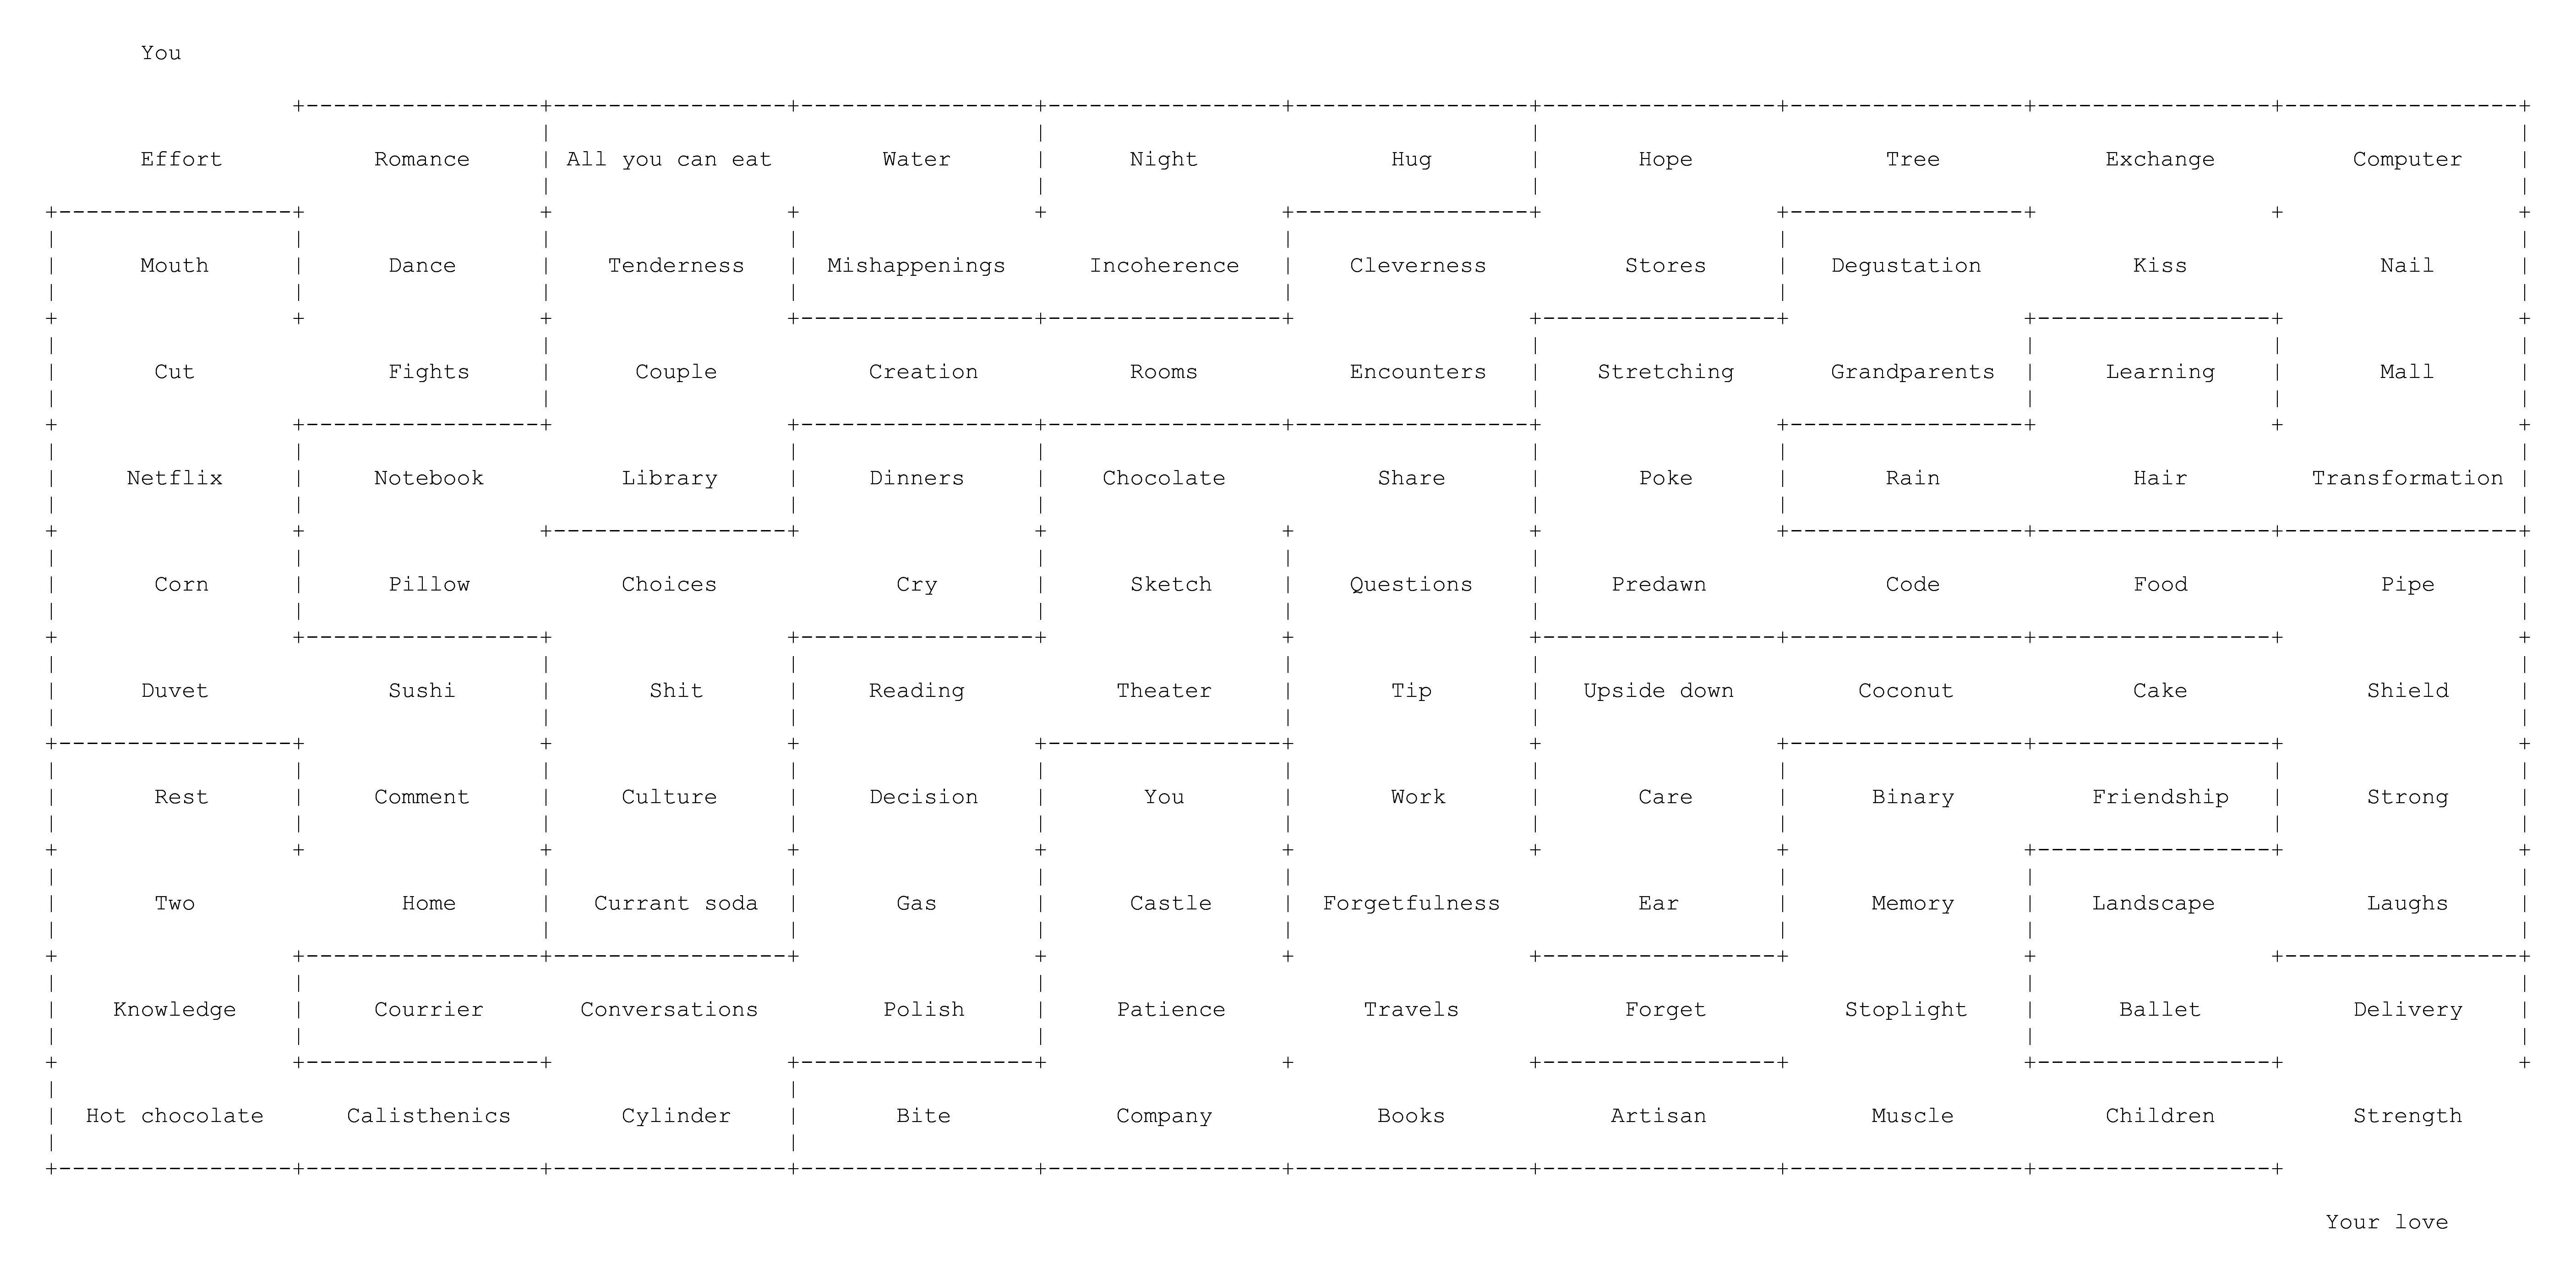 You
Effort Romance All you can eat Water Night Hug Hope Tree Exchange Computer
Mouth Dance Tenderness Mishappenings Incoherence Cleverness Stores Degustation Kiss Nail
Cut Fights Couple Creation Rooms Encounters Stretching Grandparents Learning Mall
Netflix Notebook Library Dinners Chocolate Share Poke Rain Hair Transformation
Corn Pillow Choices Cry Sketch Questions Predawn Code Food Pipe
Duvet Sushi Shit Reading Theater Tip Upside down Coconut Cake Shield
Rest Comment Culture Decision You Work Care Binary Friendship Strong
Two Home Currant soda Gas Castle Forgetfulness Ear Memory Landscape Laughs
Knowledge Courrier Conversations Polish Patience Travels Forget Stoplight Ballet Delivery
Hot chocolate Calisthenics Cylinder Bite Company Books Artisan Muscle Children Strength
Your love